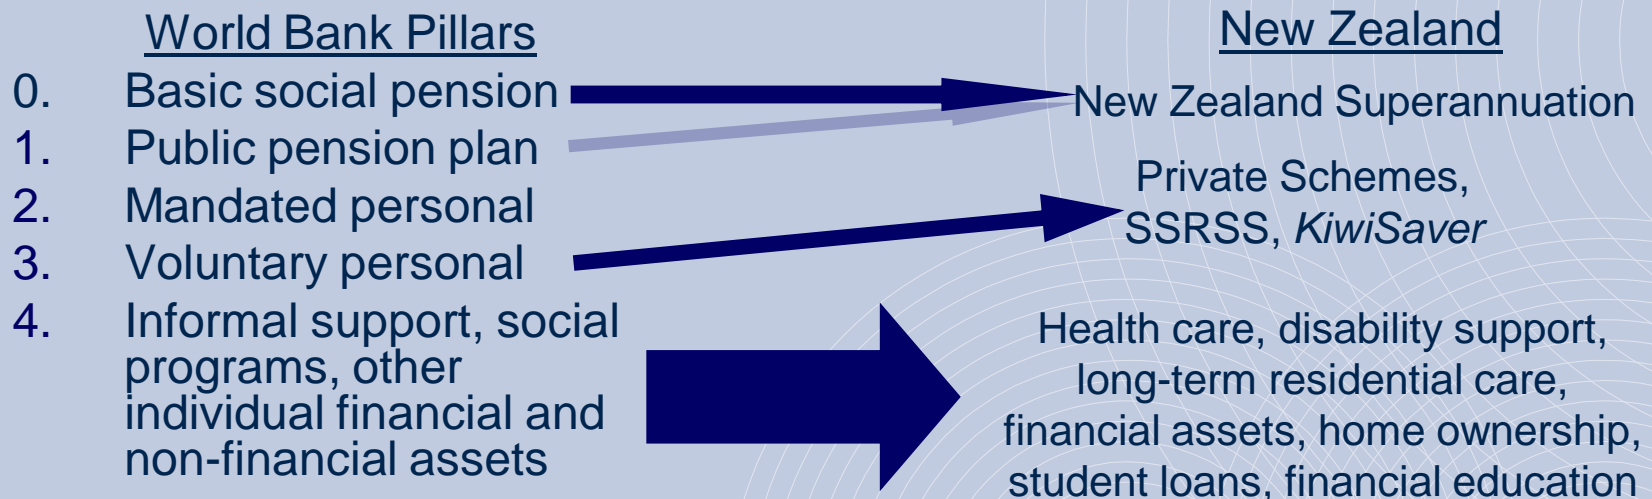 World Bank Pillars
0. Basic social pension
1. Public pension plan
2. Mandated personal
3. Voluntary personal
4. Informal support, social
programs, other
individual financial and
non-financial assets
New Zealand
New Zealand Superannuation
Private Schemes,
SSRSS, KiwiSaver
Health care, disability support,
long-term residential care,
financial assets, home ownership,
student loans, financial education